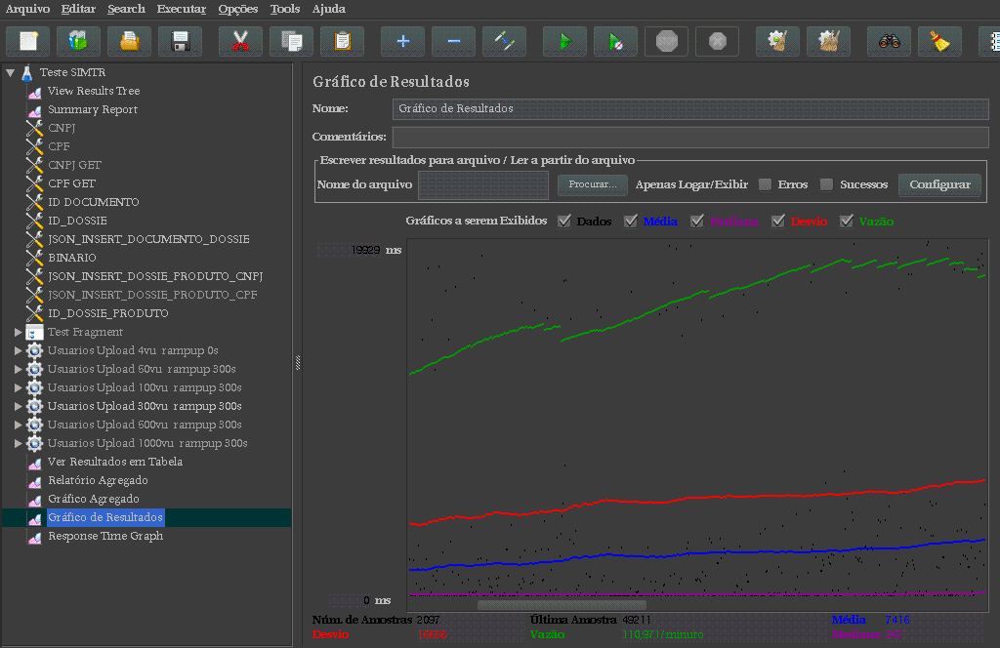 Arquivo Editar Search Executar Opções Tools Ajuda
STOP
Teste SIMTR
View Results Tree
Summary Report
CNPJ
CPF
CNPJ GET
CPF GET
ID DOCUMENTO
ID_DOSSIE
JSON_INSERT_DOCUMENTO_DOSSIE
BINARIO
JSON_INSERT_DOSSIE_PRODUTO_CNPJ
JSON_INSERT_DOSSIE_PRODUTO_CPF
ID_DOSSIE_PRODUTO
Test Fragment
Usuarios Upload 4vu rampup 0s
Usuarios Upload 50vu rampup 300s
Usuarios Upload 100vu rampup 300s
Usuarios Upload 300vu rampup 300s
Usuarios Upload 600vu rampup 300s
Usuarios Upload 1000vu rampup 300s
Ver Resultados em Tabela
Relatório Agregado
Gráfico Agregado
Gráfico de Resultados
Response Time Graph
Gráfico de Resultados
Nome: Gráfico de Resultados
Comentários:
Escrever resultados para arquivo / Ler a partir do arquivo
Nome do arquivo Procurar... Apenas Logar/Exibir Erros Sucessos Configurar
Gráficos a serem Exibidos Dados Média Mediana Desvio Vazão
19929 ms
0 ms
Núm. de Amostras 2097 Última Amostra 49211 Média 7416
Desvio 16666 Vazão 110,971/minuto Mediana